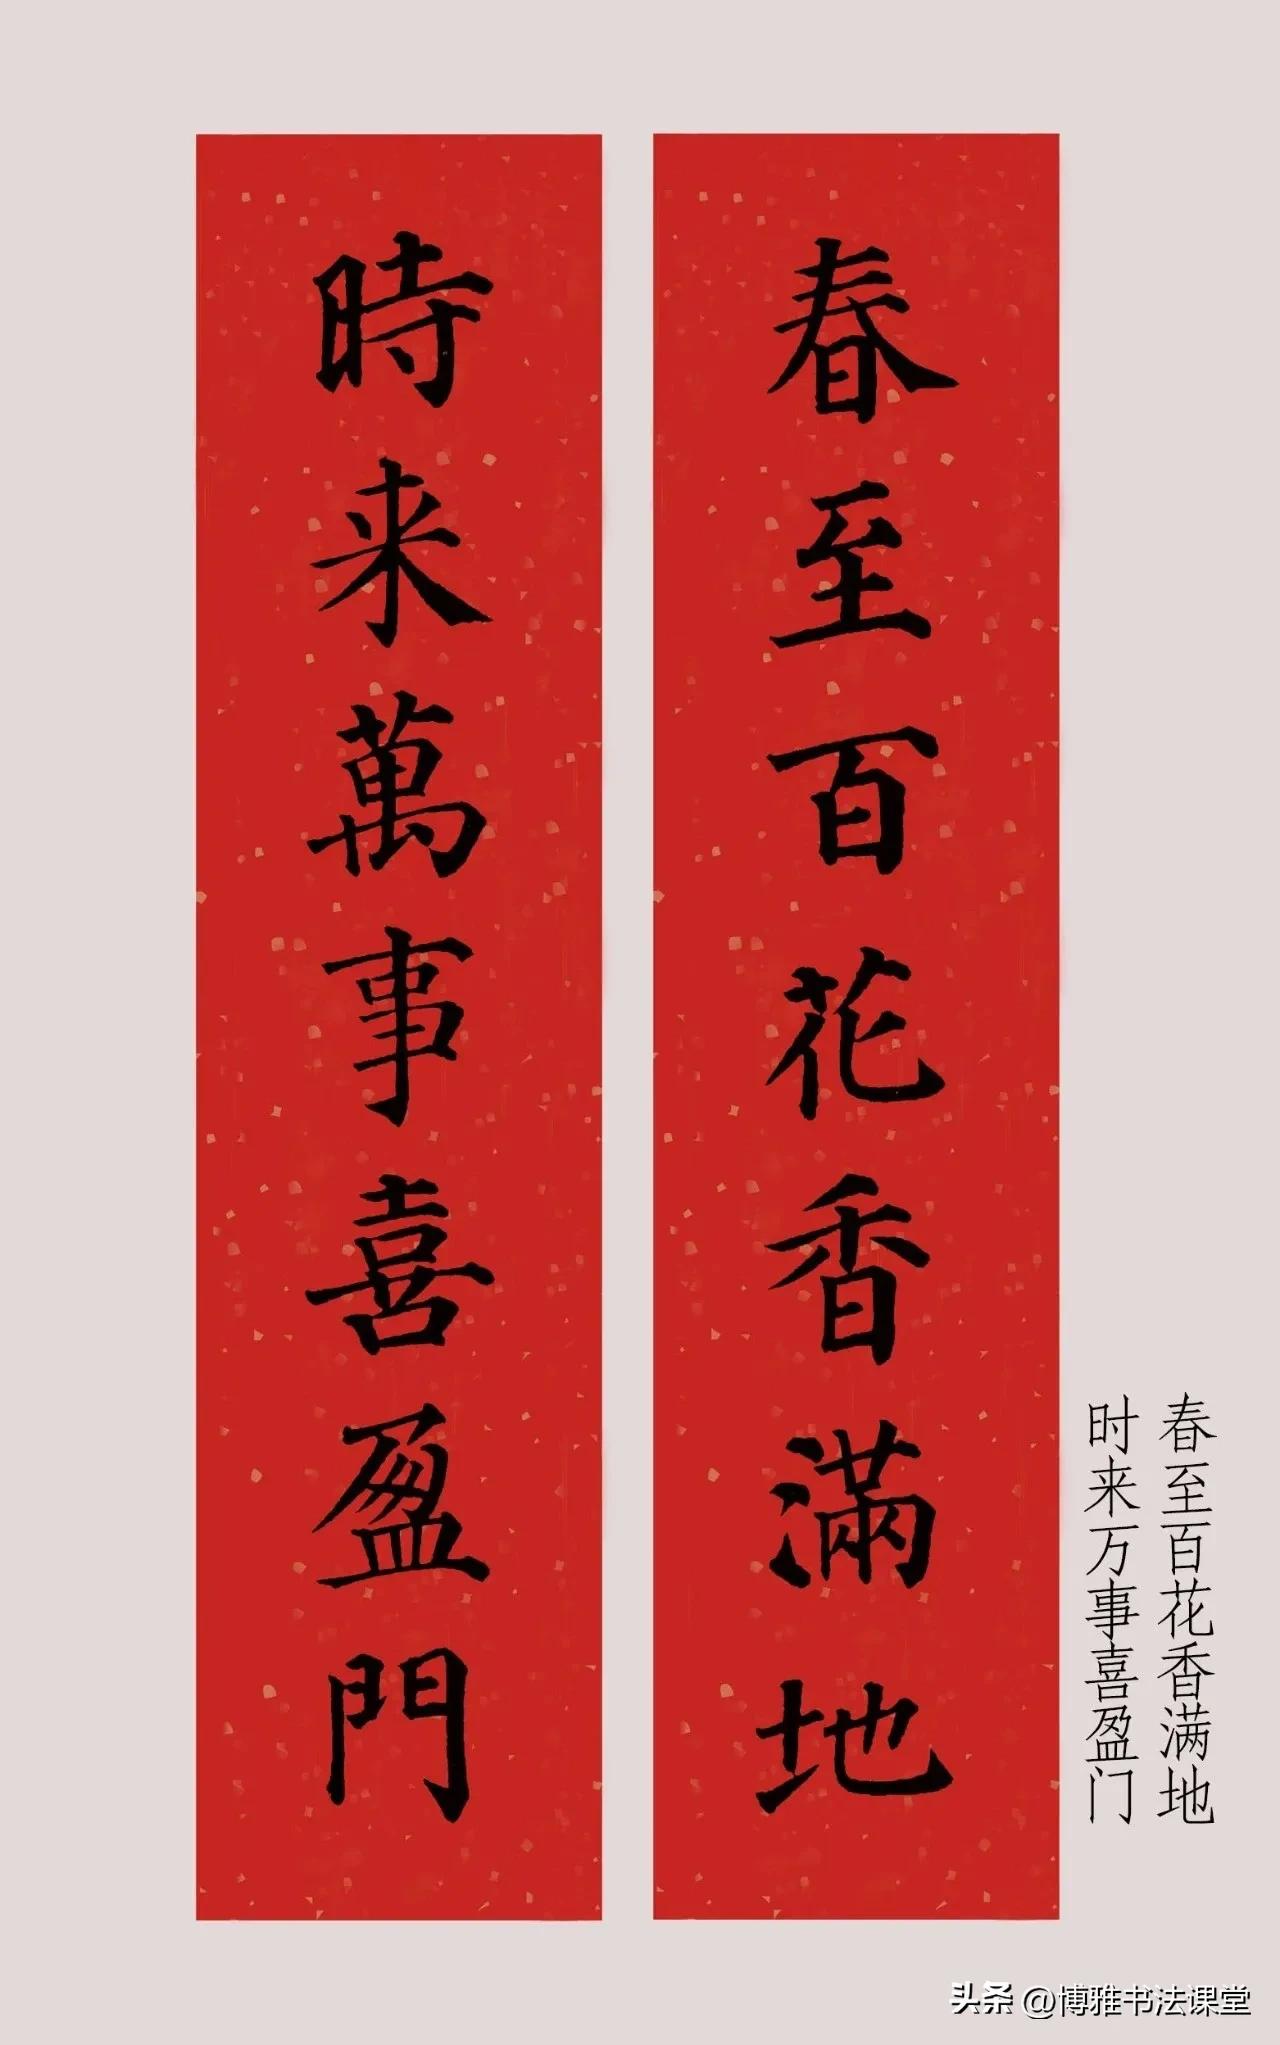 春至百花香滿地
時来萬事喜盈門
春至百花香满地
时来万事喜盈门
头条 @博雅书法课堂